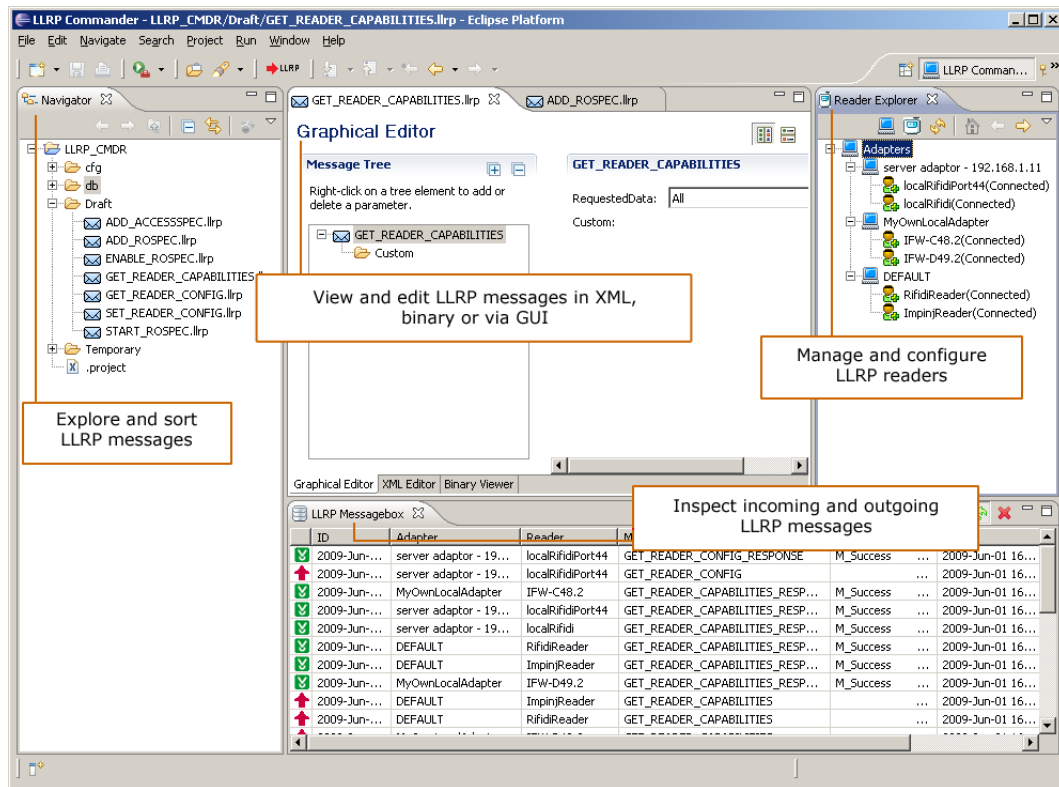 LLRP Commander - LLRP_CMDR/Draft/GET_READER_CAPABILITIES.llrp - Eclipse Platform
File Edit Navigate Search Project Run Window Help
LLRP
LLRP Comman...
Navigator
LLRP_CMDR
cfg
db
Draft
ADD_ACCESSSPEC.llrp
ADD_ROSPEC.llrp
ENABLE_ROSPEC.llrp
GET_READER_CAPABILITIES.ll
GET_READER_CONFIG.llrp
SET_READER_CONFIG.llrp
START_ROSPEC.llrp
Temporary
.project
Explore and sort
LLRP messages
GET_READER_CAPABILITIES.llrp ADD_ROSPEC.llrp
Graphical Editor
Message Tree
Right-click on a tree element to add or
delete a parameter.
GET_READER_CAPABILITIES
Custom
GET_READER_CAPABILITIES
RequestedData: All
Custom:
View and edit LLRP messages in XML,
binary or via GUI
Graphical Editor XML Editor Binary Viewer
Reader Explorer
Adapters
server adaptor - 192.168.1.11
localRifidiPort44(Connected)
localRifidi(Connected)
MyOwnLocalAdapter
IFW-C48.2(Connected)
IFW-D49.2(Connected)
DEFAULT
RifidiReader(Connected)
ImpinjReader(Connected)
Manage and configure
LLRP readers
LLRP Messagebox
Inspect incoming and outgoing
LLRP messages
ID Adapter Reader M
2009-Jun-... server adaptor - 19... localRifidiPort44 GET_READER_CONFIG_RESPONSE M_Success ... 2009-Jun-01 16...
2009-Jun-... server adaptor - 19... localRifidiPort44 GET_READER_CONFIG ... 2009-Jun-01 16...
2009-Jun-... MyOwnLocalAdapter IFW-C48.2 GET_READER_CAPABILITIES_RESP... M_Success ... 2009-Jun-01 16...
2009-Jun-... server adaptor - 19... localRifidiPort44 GET_READER_CAPABILITIES_RESP... M_Success ... 2009-Jun-01 16...
2009-Jun-... server adaptor - 19... localRifidi GET_READER_CAPABILITIES_RESP... M_Success ... 2009-Jun-01 16...
2009-Jun-... DEFAULT RifidiReader GET_READER_CAPABILITIES_RESP... M_Success ... 2009-Jun-01 16...
2009-Jun-... DEFAULT ImpinjReader GET_READER_CAPABILITIES_RESP... M_Success ... 2009-Jun-01 16...
2009-Jun-... MyOwnLocalAdapter IFW-D49.2 GET_READER_CAPABILITIES_RESP... M_Success ... 2009-Jun-01 16...
2009-Jun-... DEFAULT ImpinjReader GET_READER_CAPABILITIES ... 2009-Jun-01 16...
2009-Jun-... DEFAULT RifidiReader GET_READER_CAPABILITIES ... 2009-Jun-01 16...